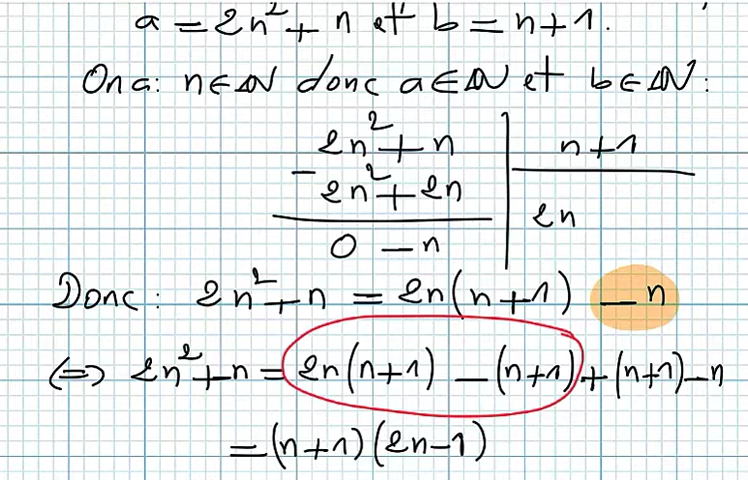 a = 2n² + n et b = n+1.
On a : n ∈ ℕ donc a ∈ ℕ et b ∈ ℕ :
2n² + n | n+1
- 2n² + 2n | 2n
0 - n
Donc : 2n² + n = 2n(n+1) - n
⇔ 2n² + n = 2n(n+1) - (n+1) + (n+1) - n
= (n+1)(2n-1)